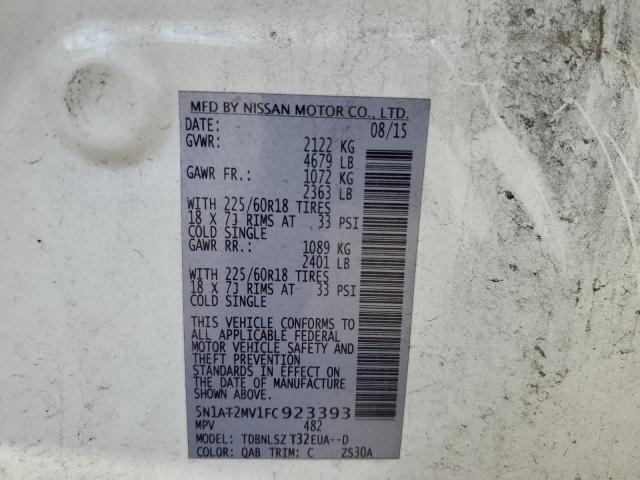 MFD BY NISSAN MOTOR CO., LTD.
DATE: 08/15
GVWR: 2122 KG
4679 LB
GAWR FR.: 1072 KG
2363 LB
WITH 225/60R18 TIRES
18 X 7J RIMS AT 33 PSI
COLD SINGLE
GAWR RR.: 1089 KG
2401 LB
WITH 225/60R18 TIRES
18 X 7J RIMS AT 33 PSI
COLD SINGLE
THIS VEHICLE CONFORMS TO
ALL APPLICABLE FEDERAL
MOTOR VEHICLE SAFETY AND
THEFT PREVENTION
STANDARDS IN EFFECT ON
THE DATE OF MANUFACTURE
SHOWN ABOVE.
5N1AT2MV1FC923393
MPV 482
MODEL: TDBNLSZ T32EUA--D
COLOR: QAB TRIM: C ZS30A